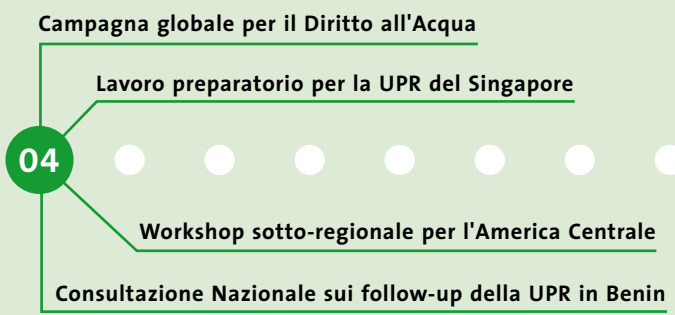 Campagna globale per il Diritto all'Acqua
Lavoro preparatorio per la UPR del Singapore
04
Workshop sotto-regionale per l'America Centrale
Consultazione Nazionale sui follow-up della UPR in Benin